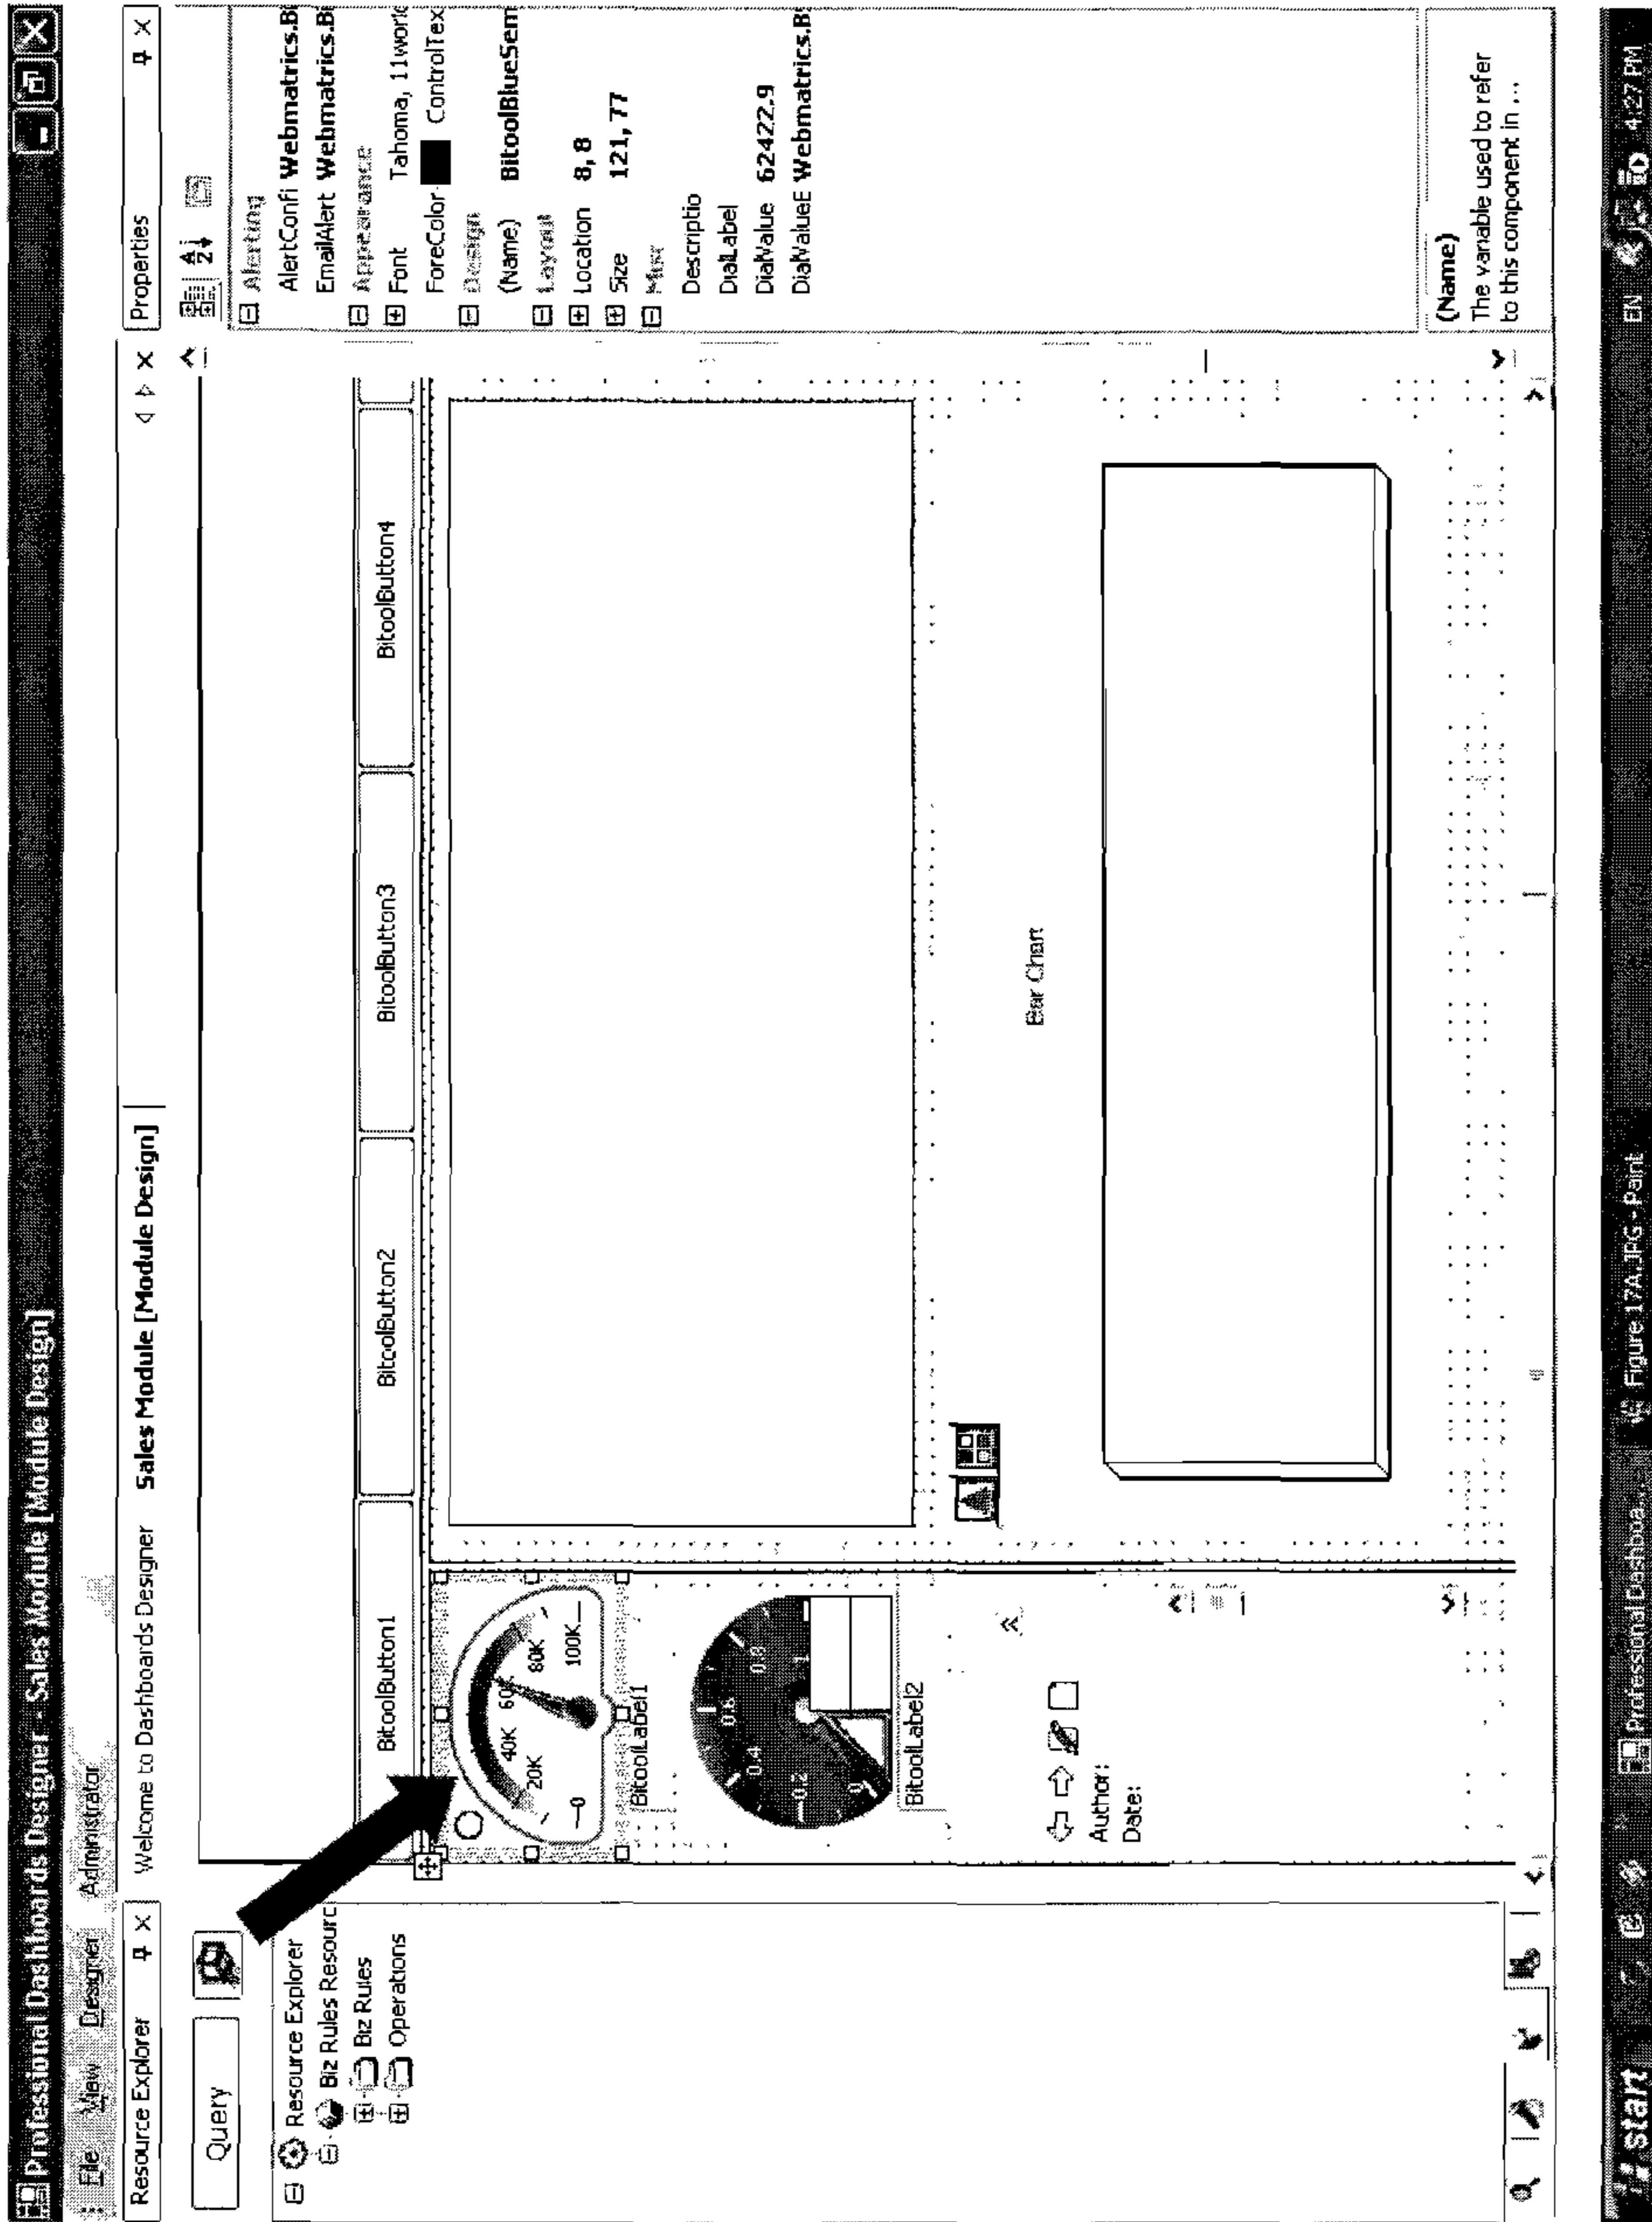 Professional Dashboards Designer - Sales Module [Module Design]
File View Designer Administrator
Resource Explorer
Welcome to Dashboards Designer Sales Module [Module Design]
Properties
Query
Resource Explorer
Biz Rules Resourc
Biz Rules
Operations
BitoolButton1 BitoolButton2 BitoolButton3 BitoolButton4
0 20K 40K 60K 80K 100K
BitoolLabel1
0 0.2 0.4 0.6 0.8 1
BitoolLabel2
Author:
Date:
Bar Chart
Alerting
AlertConfi Webmatrics.Bi
EmailAlert Webmatrics.Bi
Appearance
Font Tahoma, 11world
ForeColor ControlTex
Design
(Name) BitoolBlueSem
Layout
Location 8, 8
Size 121, 77
Misc
Descriptio
DialLabel
DialValue 62422.9
DialValueE Webmatrics.Bi
(Name)
The variable used to refer
to this component in ...
start Professional Dashboa... Figure 17A.JPG - Paint EN 4:27 PM